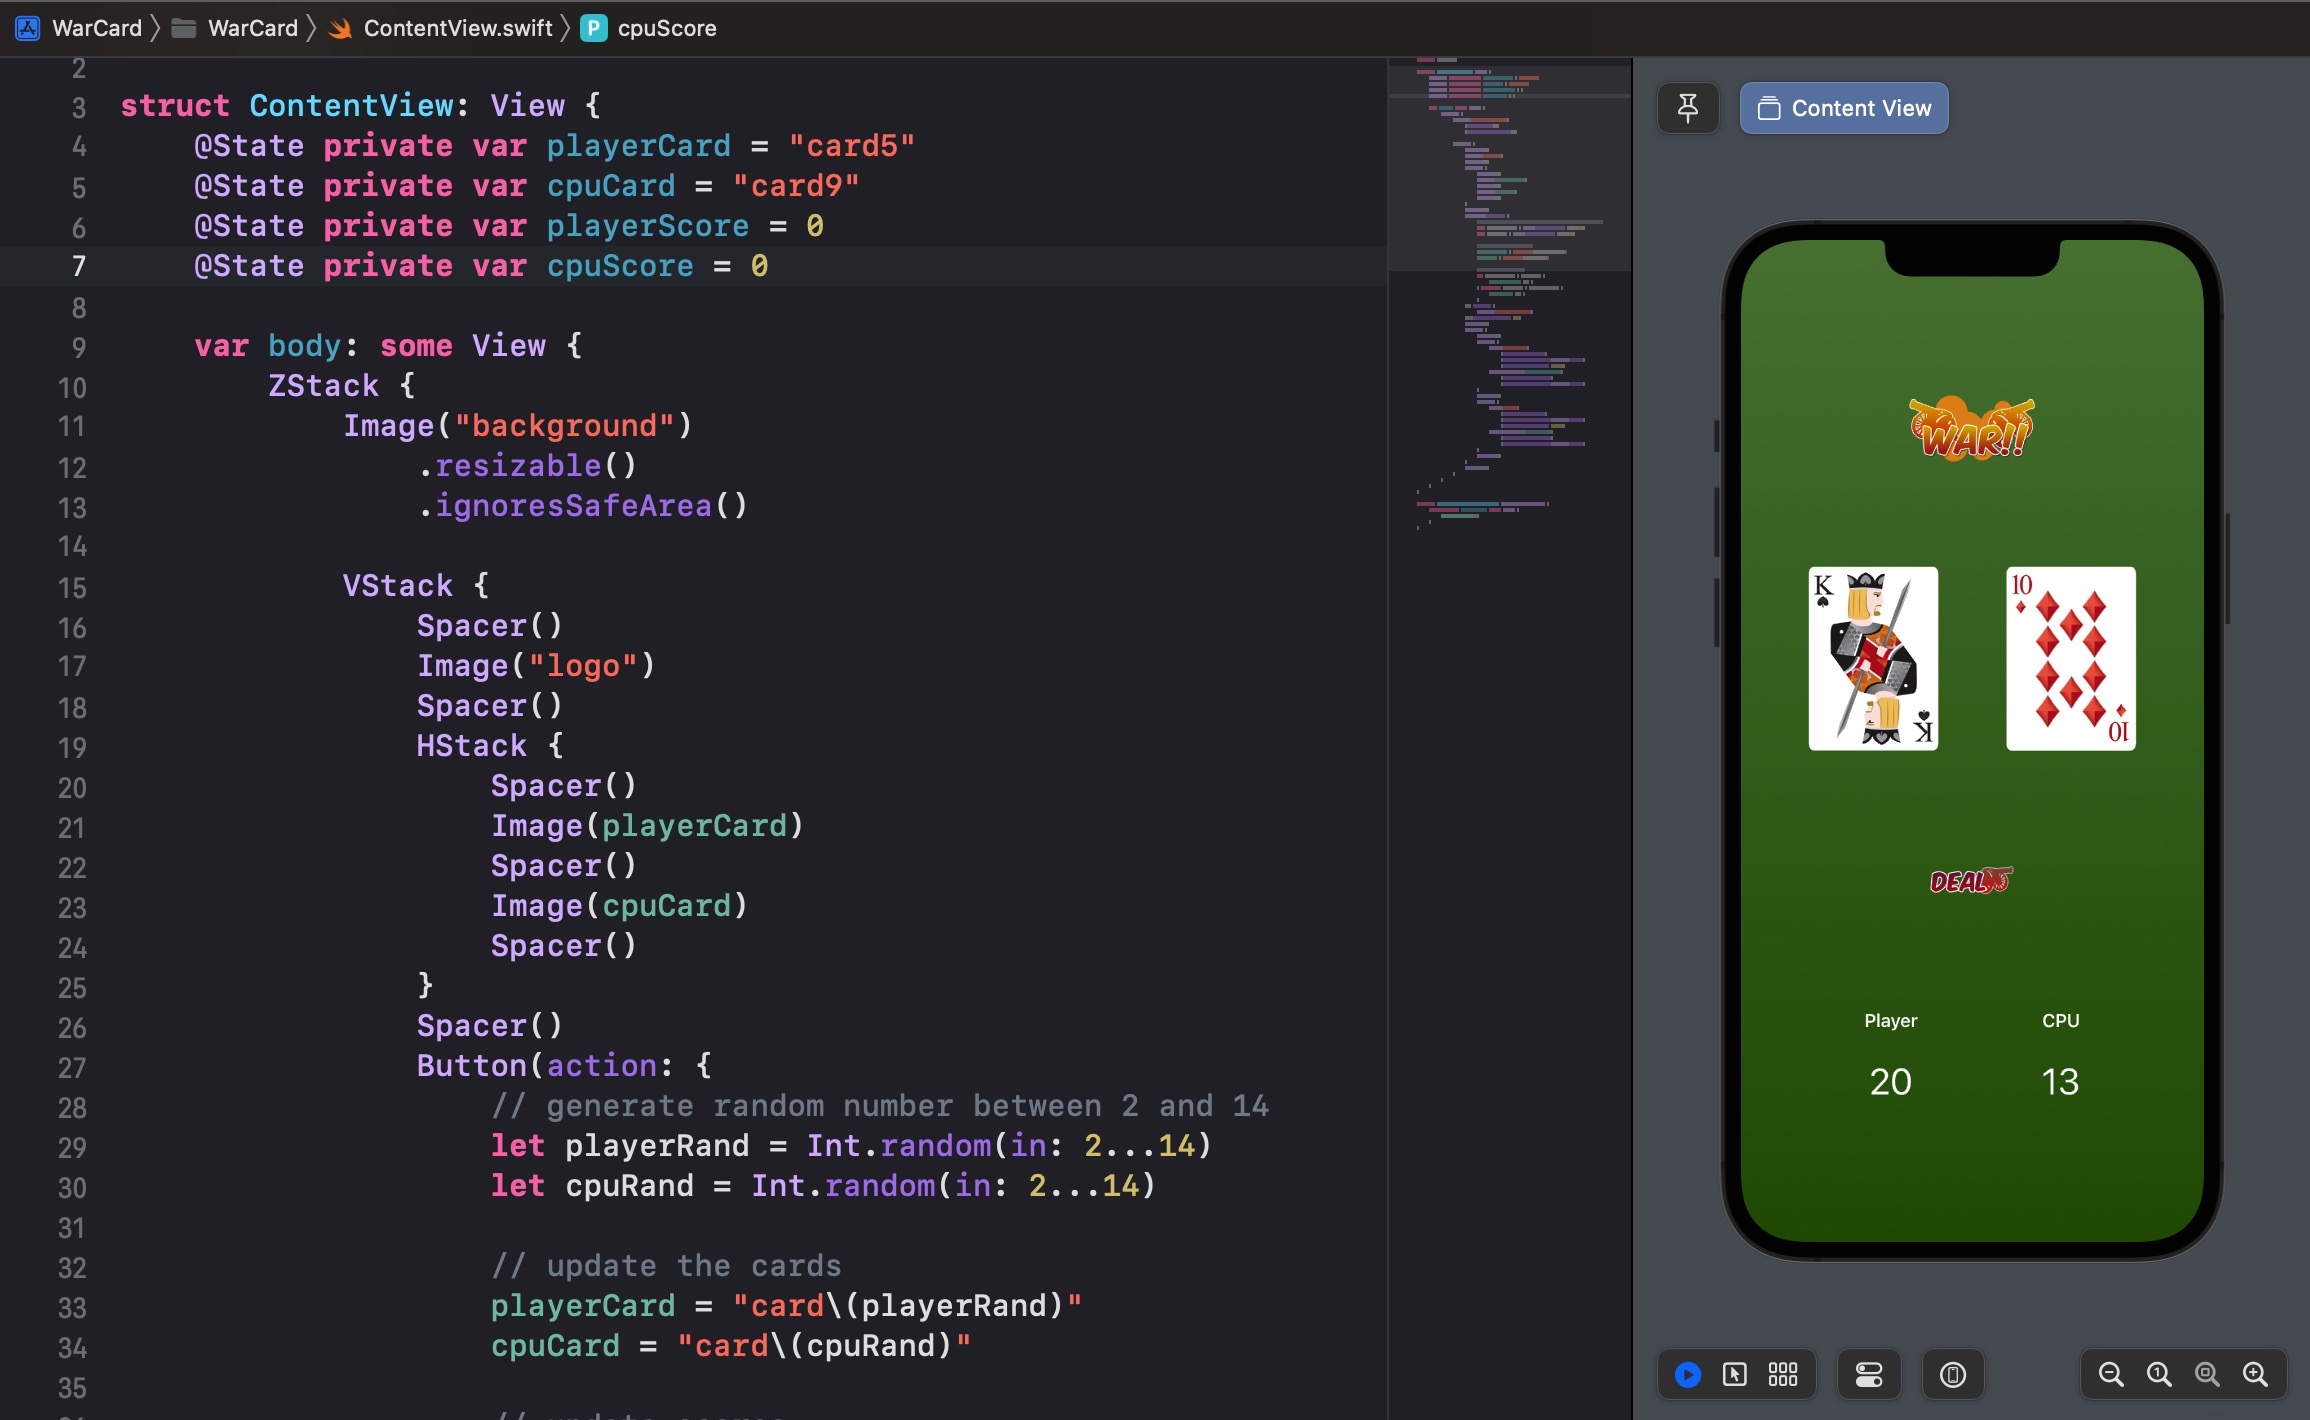 WarCard 〉 WarCard 〉 ContentView.swift 〉 P cpuScore
2
3 struct ContentView: View {
4 @State private var playerCard = "card5"
5 @State private var cpuCard = "card9"
6 @State private var playerScore = 0
7 @State private var cpuScore = 0
8
9 var body: some View {
10 ZStack {
11 Image("background")
12 .resizable()
13 .ignoresSafeArea()
14
15 VStack {
16 Spacer()
17 Image("logo")
18 Spacer()
19 HStack {
20 Spacer()
21 Image(playerCard)
22 Spacer()
23 Image(cpuCard)
24 Spacer()
25 }
26 Spacer()
27 Button(action: {
28 // generate random number between 2 and 14
29 let playerRand = Int.random(in: 2...14)
30 let cpuRand = Int.random(in: 2...14)
31
32 // update the cards
33 playerCard = "card\(playerRand)"
34 cpuCard = "card\(cpuRand)"
35
Content View
WAR!!
K 10
K 10
DEAL
Player CPU
20 13